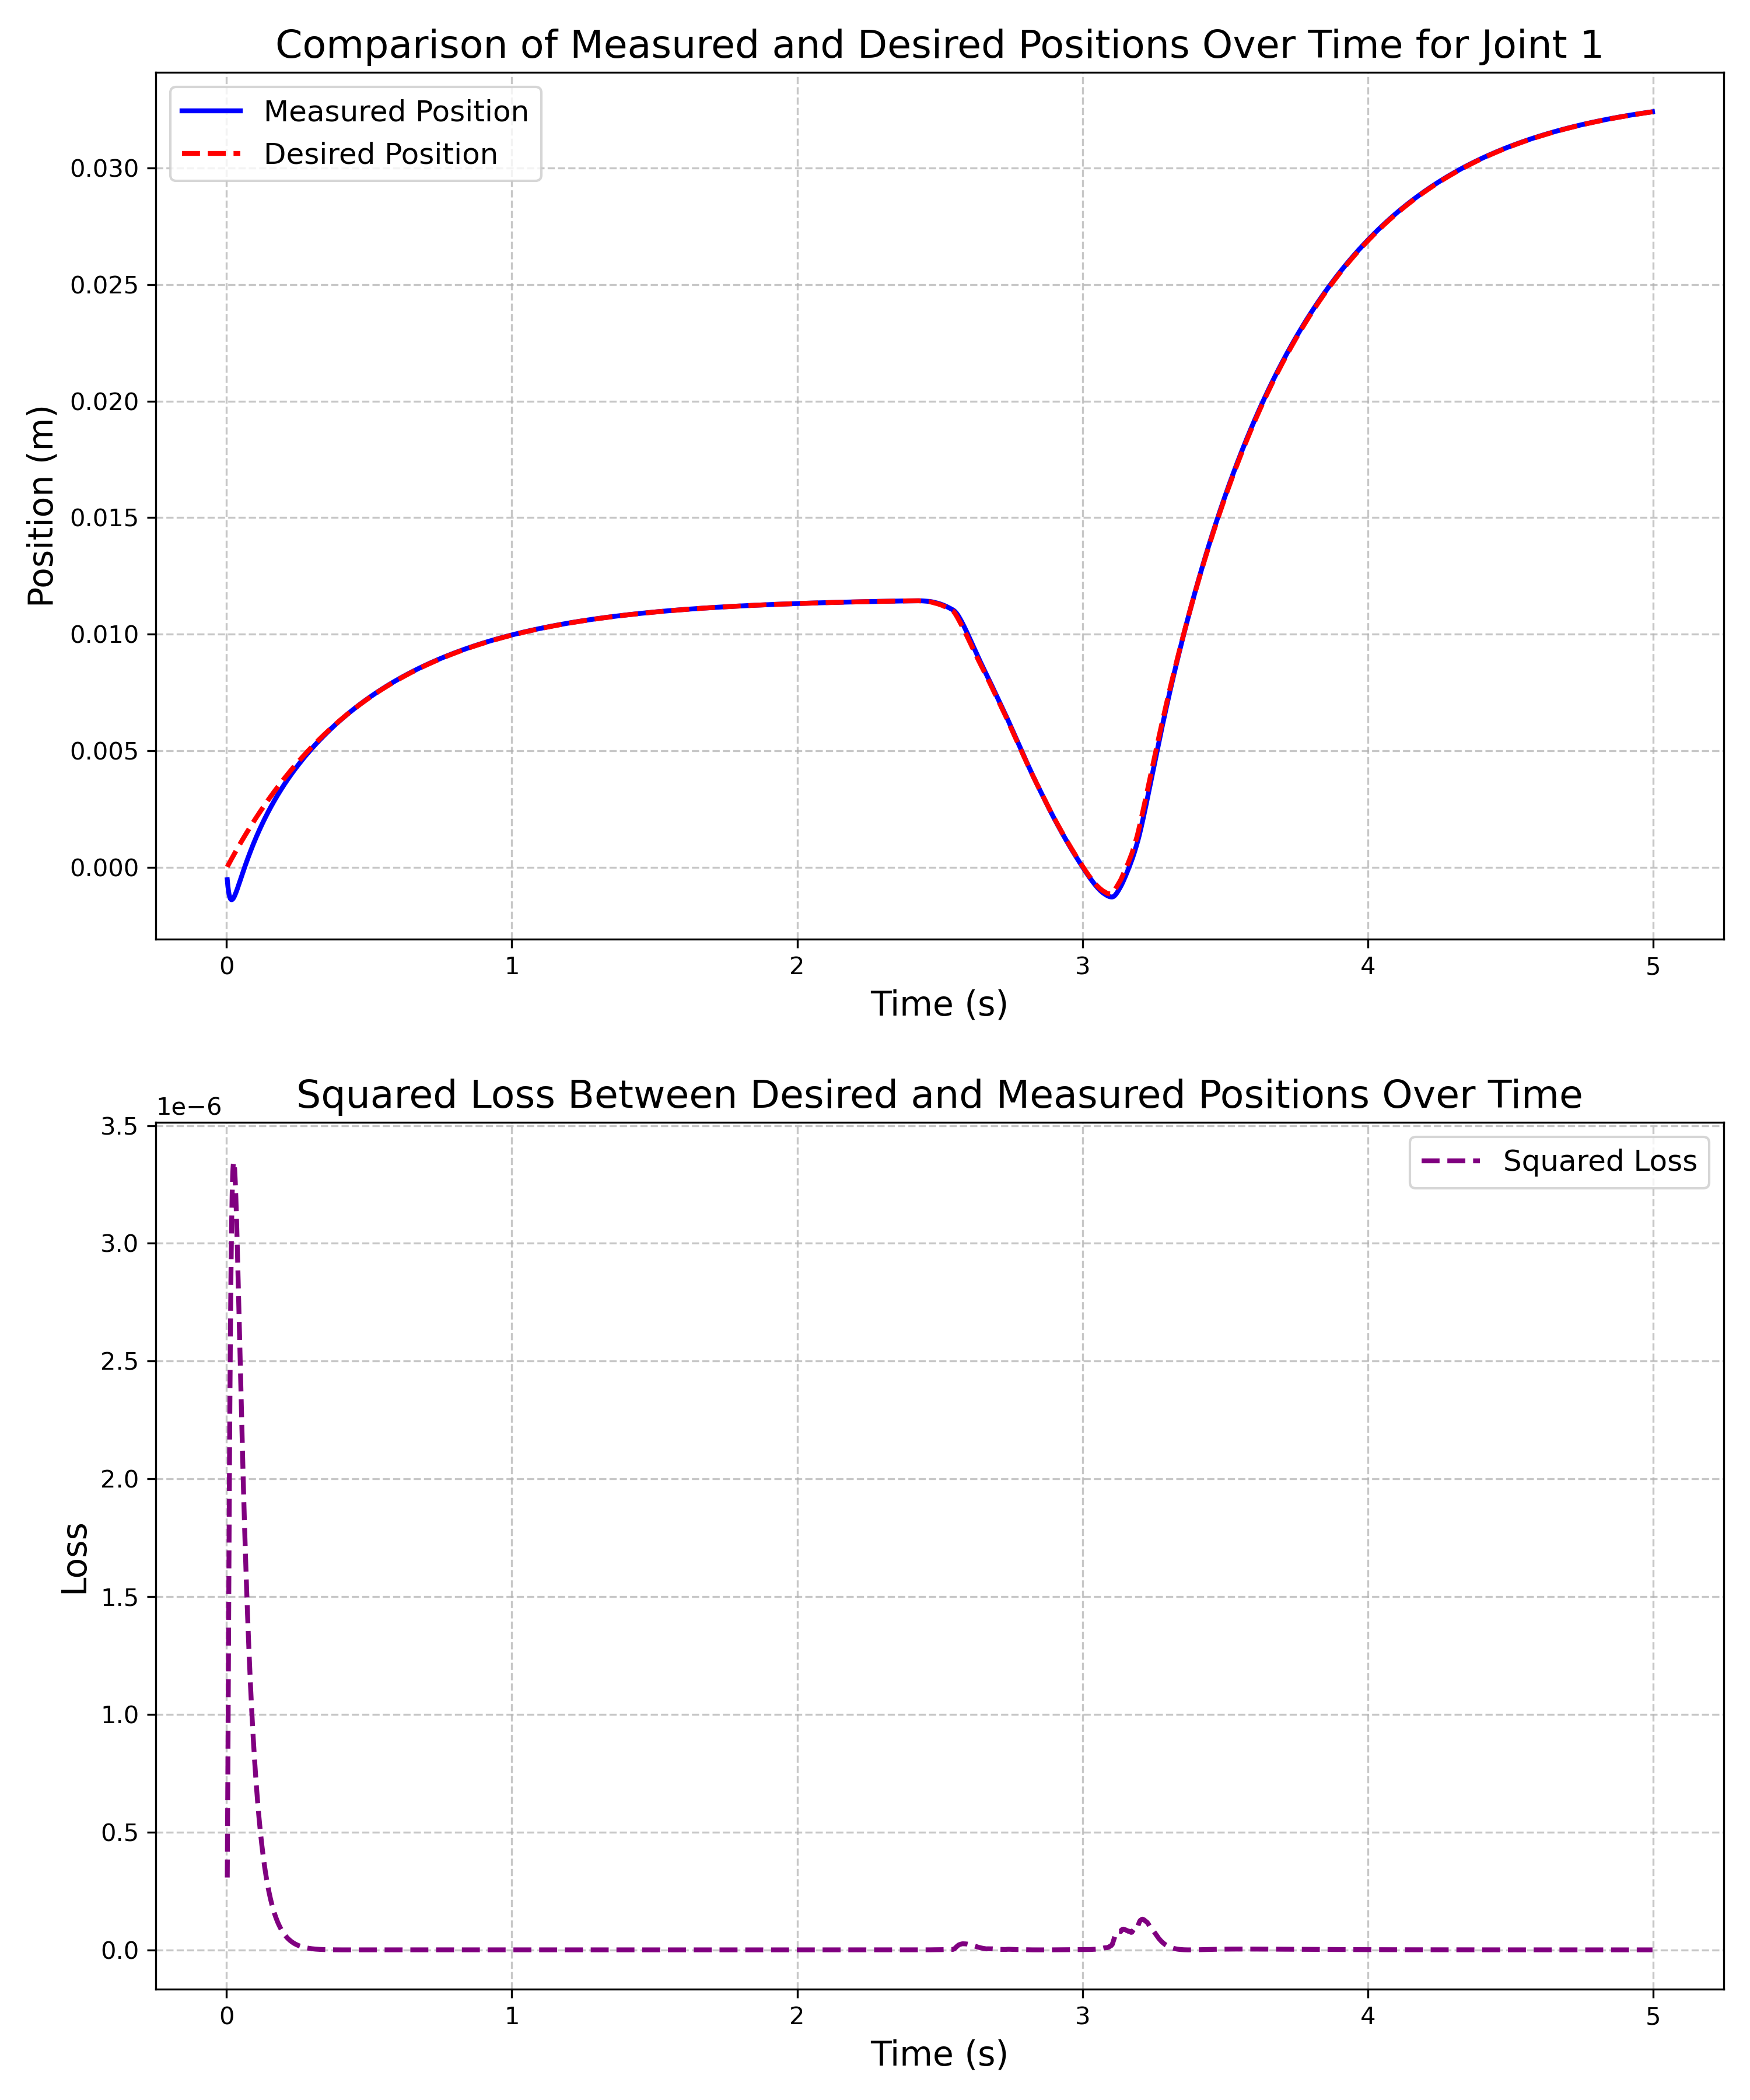 Comparison of Measured and Desired Positions Over Time for Joint 1
Measured Position
Desired Position
0.030
0.025
0.020
0.015
0.010
0.005
0.000
Position (m)
0 1 2 3 4 5
Time (s)
Squared Loss Between Desired and Measured Positions Over Time
1e−6
Squared Loss
3.5
3.0
2.5
2.0
1.5
1.0
0.5
0.0
Loss
0 1 2 3 4 5
Time (s)